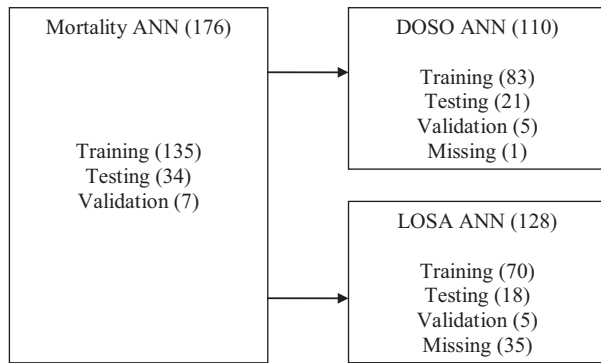 Mortality ANN (176)
Training (135)
Testing (34)
Validation (7)
DOSO ANN (110)
Training (83)
Testing (21)
Validation (5)
Missing (1)
LOSA ANN (128)
Training (70)
Testing (18)
Validation (5)
Missing (35)